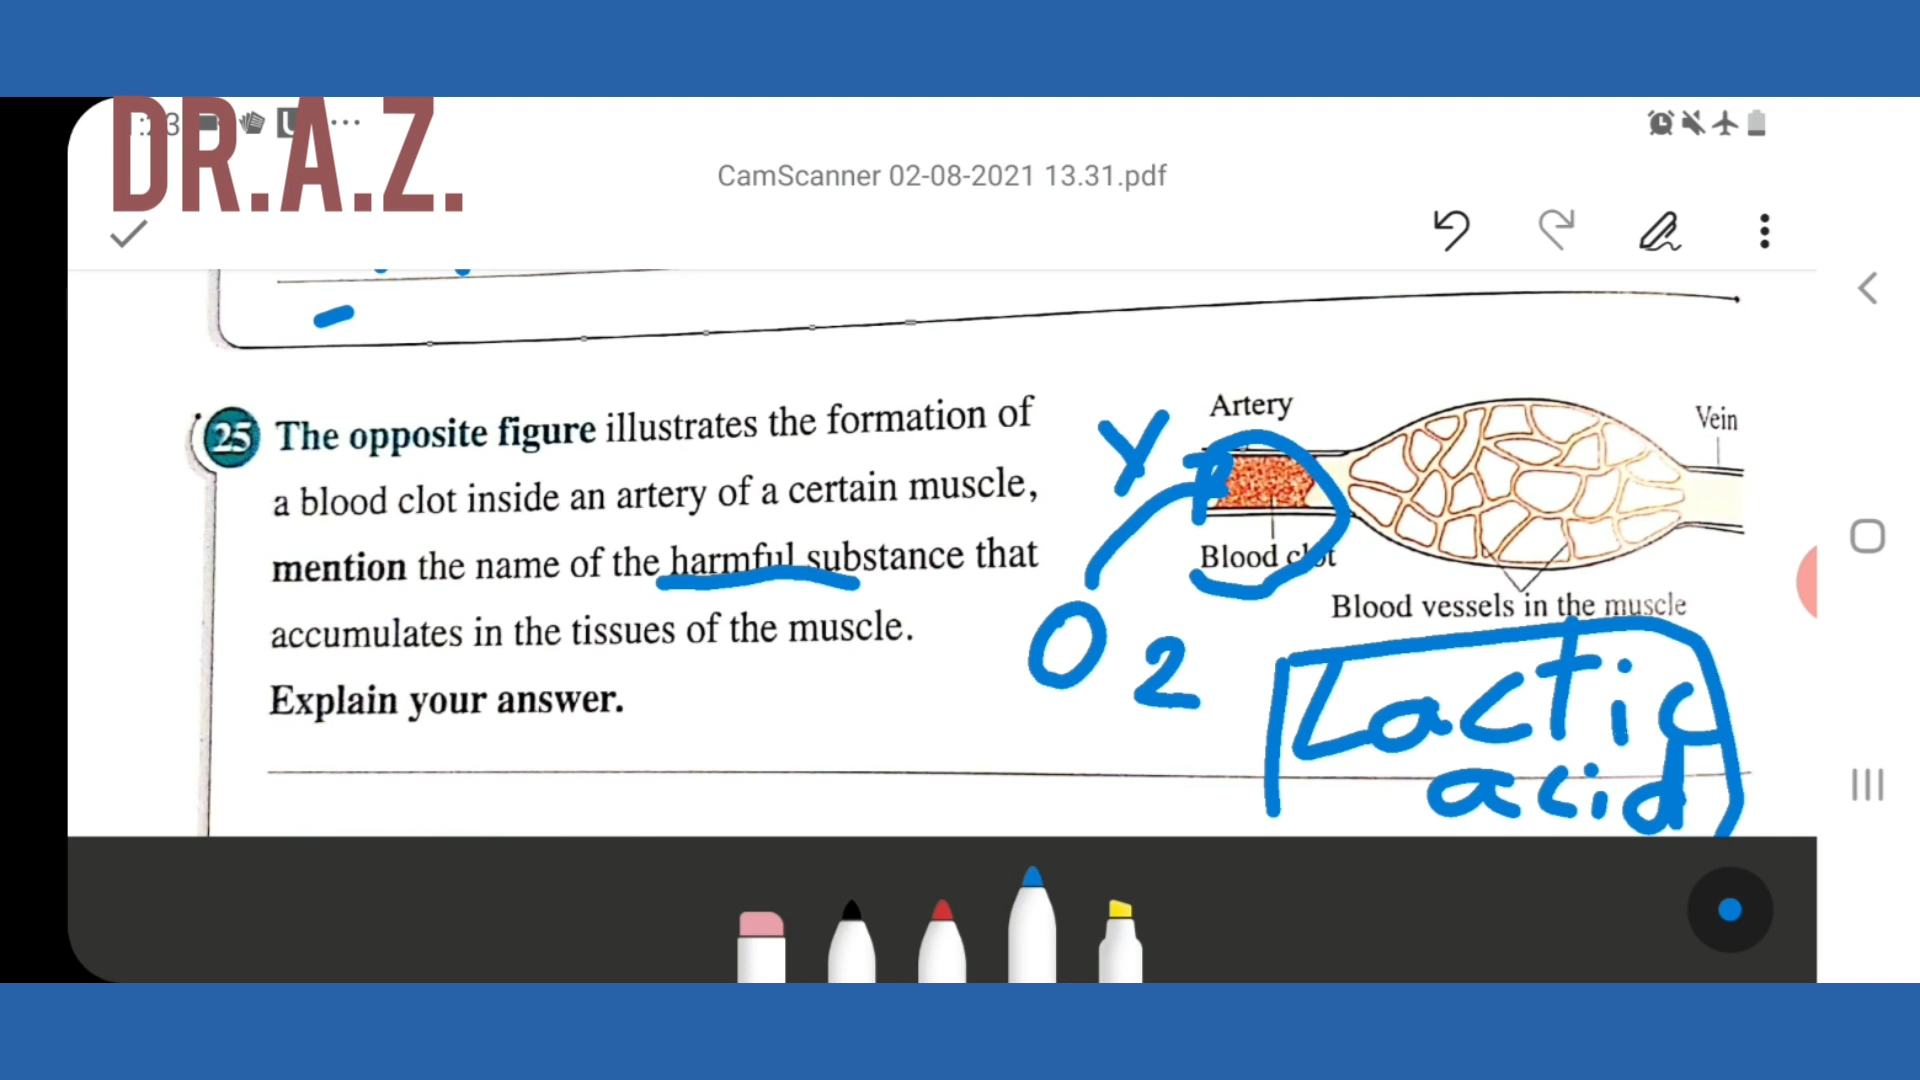 DR.A.Z.
CamScanner 02-08-2021 13.31.pdf
25 The opposite figure illustrates the formation of
a blood clot inside an artery of a certain muscle,
mention the name of the harmful substance that
accumulates in the tissues of the muscle.
Explain your answer.
Artery
Vein
Blood clot
Blood vessels in the muscle
O2
Lactic
acid